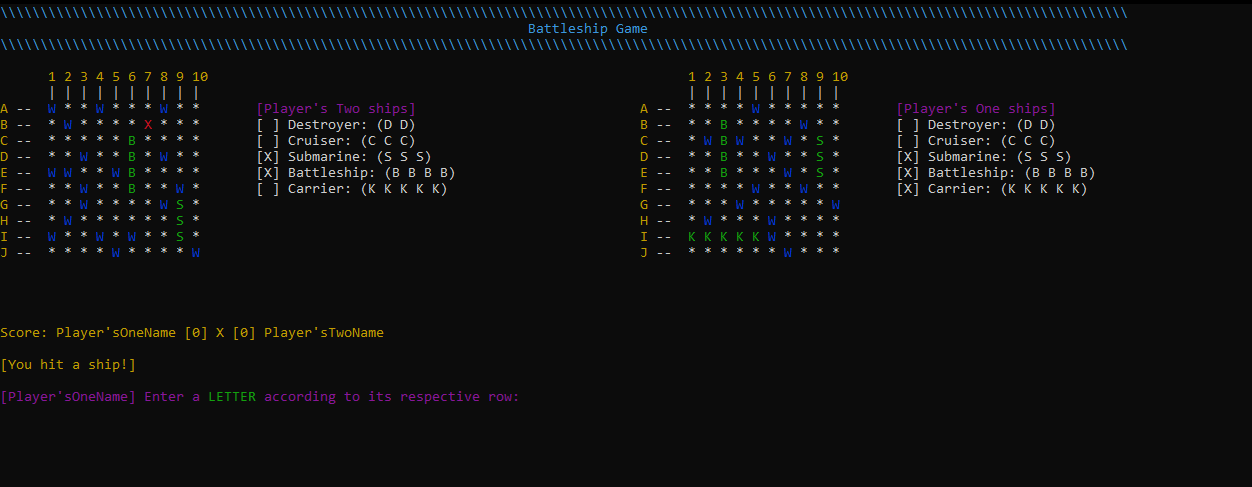 \\\\\\\\\\\\\\\\\\\\\\\\\\\\\\\\\\\\\\\\\\\\\\\\\\\\\\\\\\\\\\\\\\\\\\\\\\\\\\\\\\\\\\\\\\\\\\\\\\\\\\\\\\\\\\\\\\\\\\\\\\\\\\\\\\\\\\\\\\\\\
Battleship Game
\\\\\\\\\\\\\\\\\\\\\\\\\\\\\\\\\\\\\\\\\\\\\\\\\\\\\\\\\\\\\\\\\\\\\\\\\\\\\\\\\\\\\\\\\\\\\\\\\\\\\\\\\\\\\\\\\\\\\\\\\\\\\\\\\\\\\\\\\\\\\
1 2 3 4 5 6 7 8 9 10 1 2 3 4 5 6 7 8 9 10
| | | | | | | | | | | | | | | | | | | |
A -- W * * W * * * W * * [Player's Two ships] A -- * * * * W * * * * * [Player's One ships]
B -- * W * * * * X * * * [ ] Destroyer: (D D) B -- * * B * * * * W * * [ ] Destroyer: (D D)
C -- * * * * * B * * * * [ ] Cruiser: (C C C) C -- * W B W * * W * S * [ ] Cruiser: (C C C)
D -- * * W * * B * W * * [X] Submarine: (S S S) D -- * * B * * W * * S * [X] Submarine: (S S S)
E -- W W * * W B * * * * [X] Battleship: (B B B B) E -- * * B * * * W * S * [X] Battleship: (B B B B)
F -- * * W * * B * * W * [ ] Carrier: (K K K K K) F -- * * * * W * * W * * [X] Carrier: (K K K K K)
G -- * * W * * * * W S * G -- * * * W * * * * * W
H -- * W * * * * * * S * H -- * W * * * W * * * *
I -- W * * W * W * * S * I -- K K K K K W * * * *
J -- * * * * W * * * * W J -- * * * * * * W * * *
Score: Player'sOneName [0] X [0] Player'sTwoName
[You hit a ship!]
[Player'sOneName] Enter a LETTER according to its respective row: